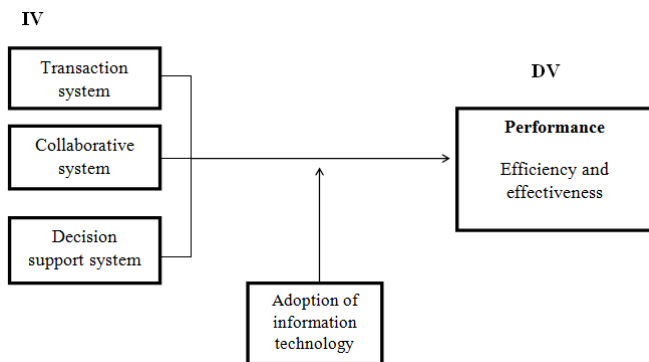 IV
Transaction
system
DV
Collaborative
system
Performance
Efficiency and
effectiveness
Decision
support system
Adoption of
information
technology